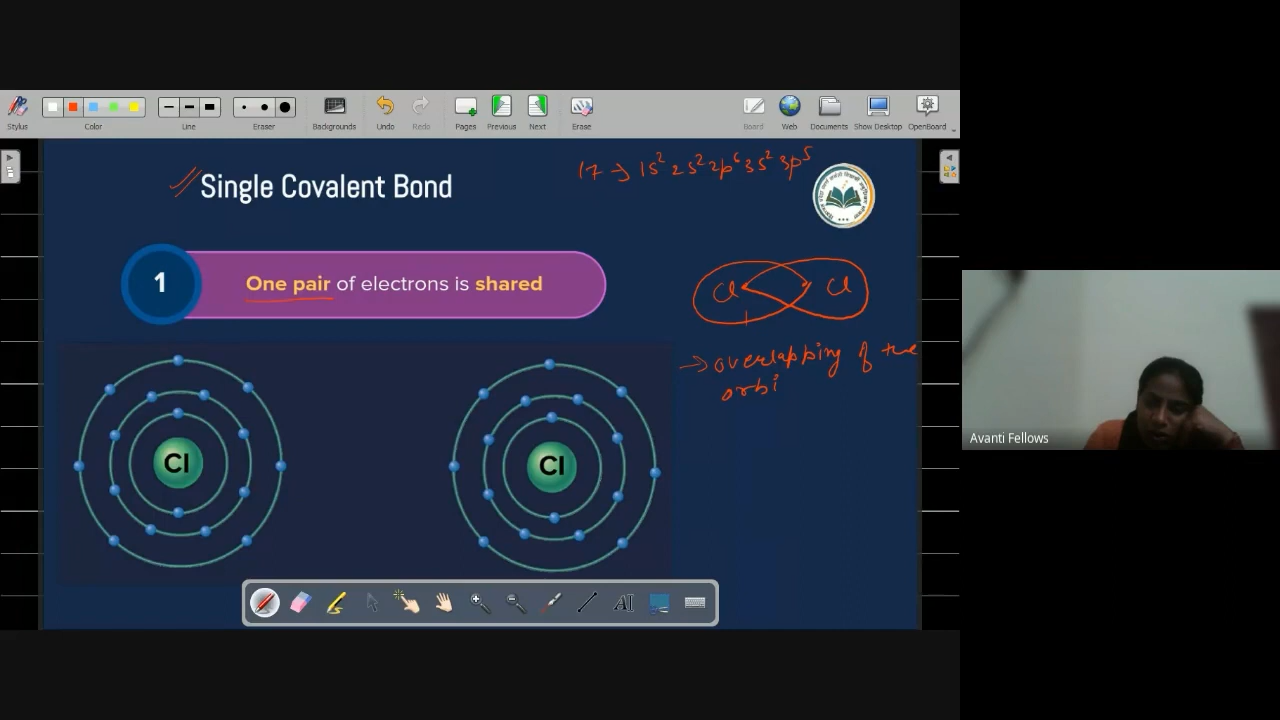 Stylus
Color
Line
Eraser
Backgrounds
Undo
Redo
Pages
Previous
Next
Erase
Board
Web
Documents
Show Desktop
OpenBoard
17 → 1s² 2s² 2p⁶ 3s² 3p⁵
Single Covalent Bond
1
One pair of electrons is shared
Cl Cl
→ overlapping of the
orbi
Cl
Cl
AI
Avanti Fellows